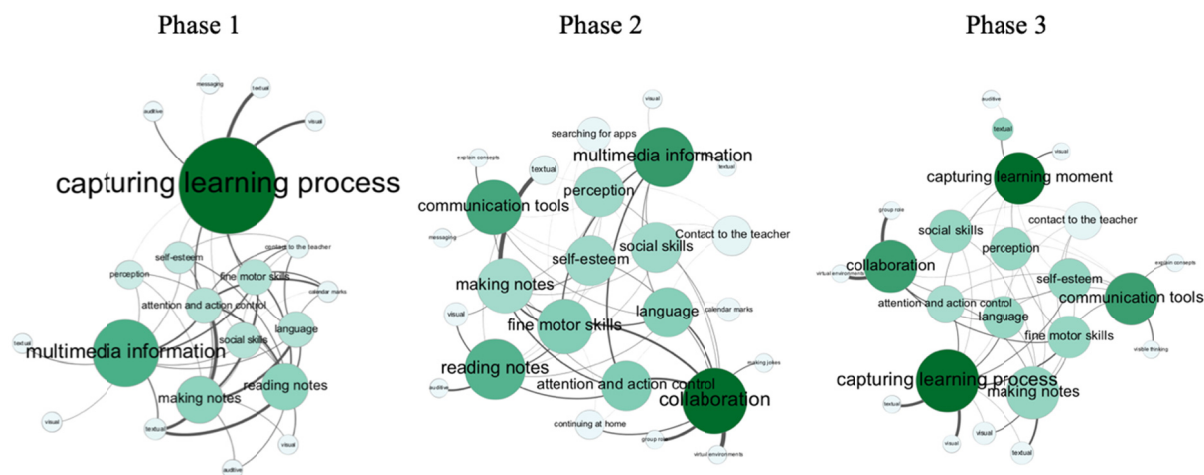 Phase 1
messaging
textual
auditive
visual
capturing learning process
contact to the teacher
self-esteem
perception
fine motor skills
calendar marks
attention and action control
language
social skills
textual
multimedia information
reading notes
making notes
visual
textual
visual
auditive
Phase 2
visual
searching for apps
multimedia information
explain concepts
textual
textual
perception
communication tools
social skills
Contact to the teacher
messaging
self-esteem
making notes
calendar marks
visual
fine motor skills
language
making jokes
reading notes
attention and action control
auditive
collaboration
continuing at home
group role
virtual environments
Phase 3
auditive
textual
visual
capturing learning moment
group role
contact to the teacher
social skills
perception
explain concepts
collaboration
virtual environments
self-esteem
communication tools
attention and action control
language
fine motor skills
visible thinking
capturing learning process
making notes
textual
visual
visual
textual